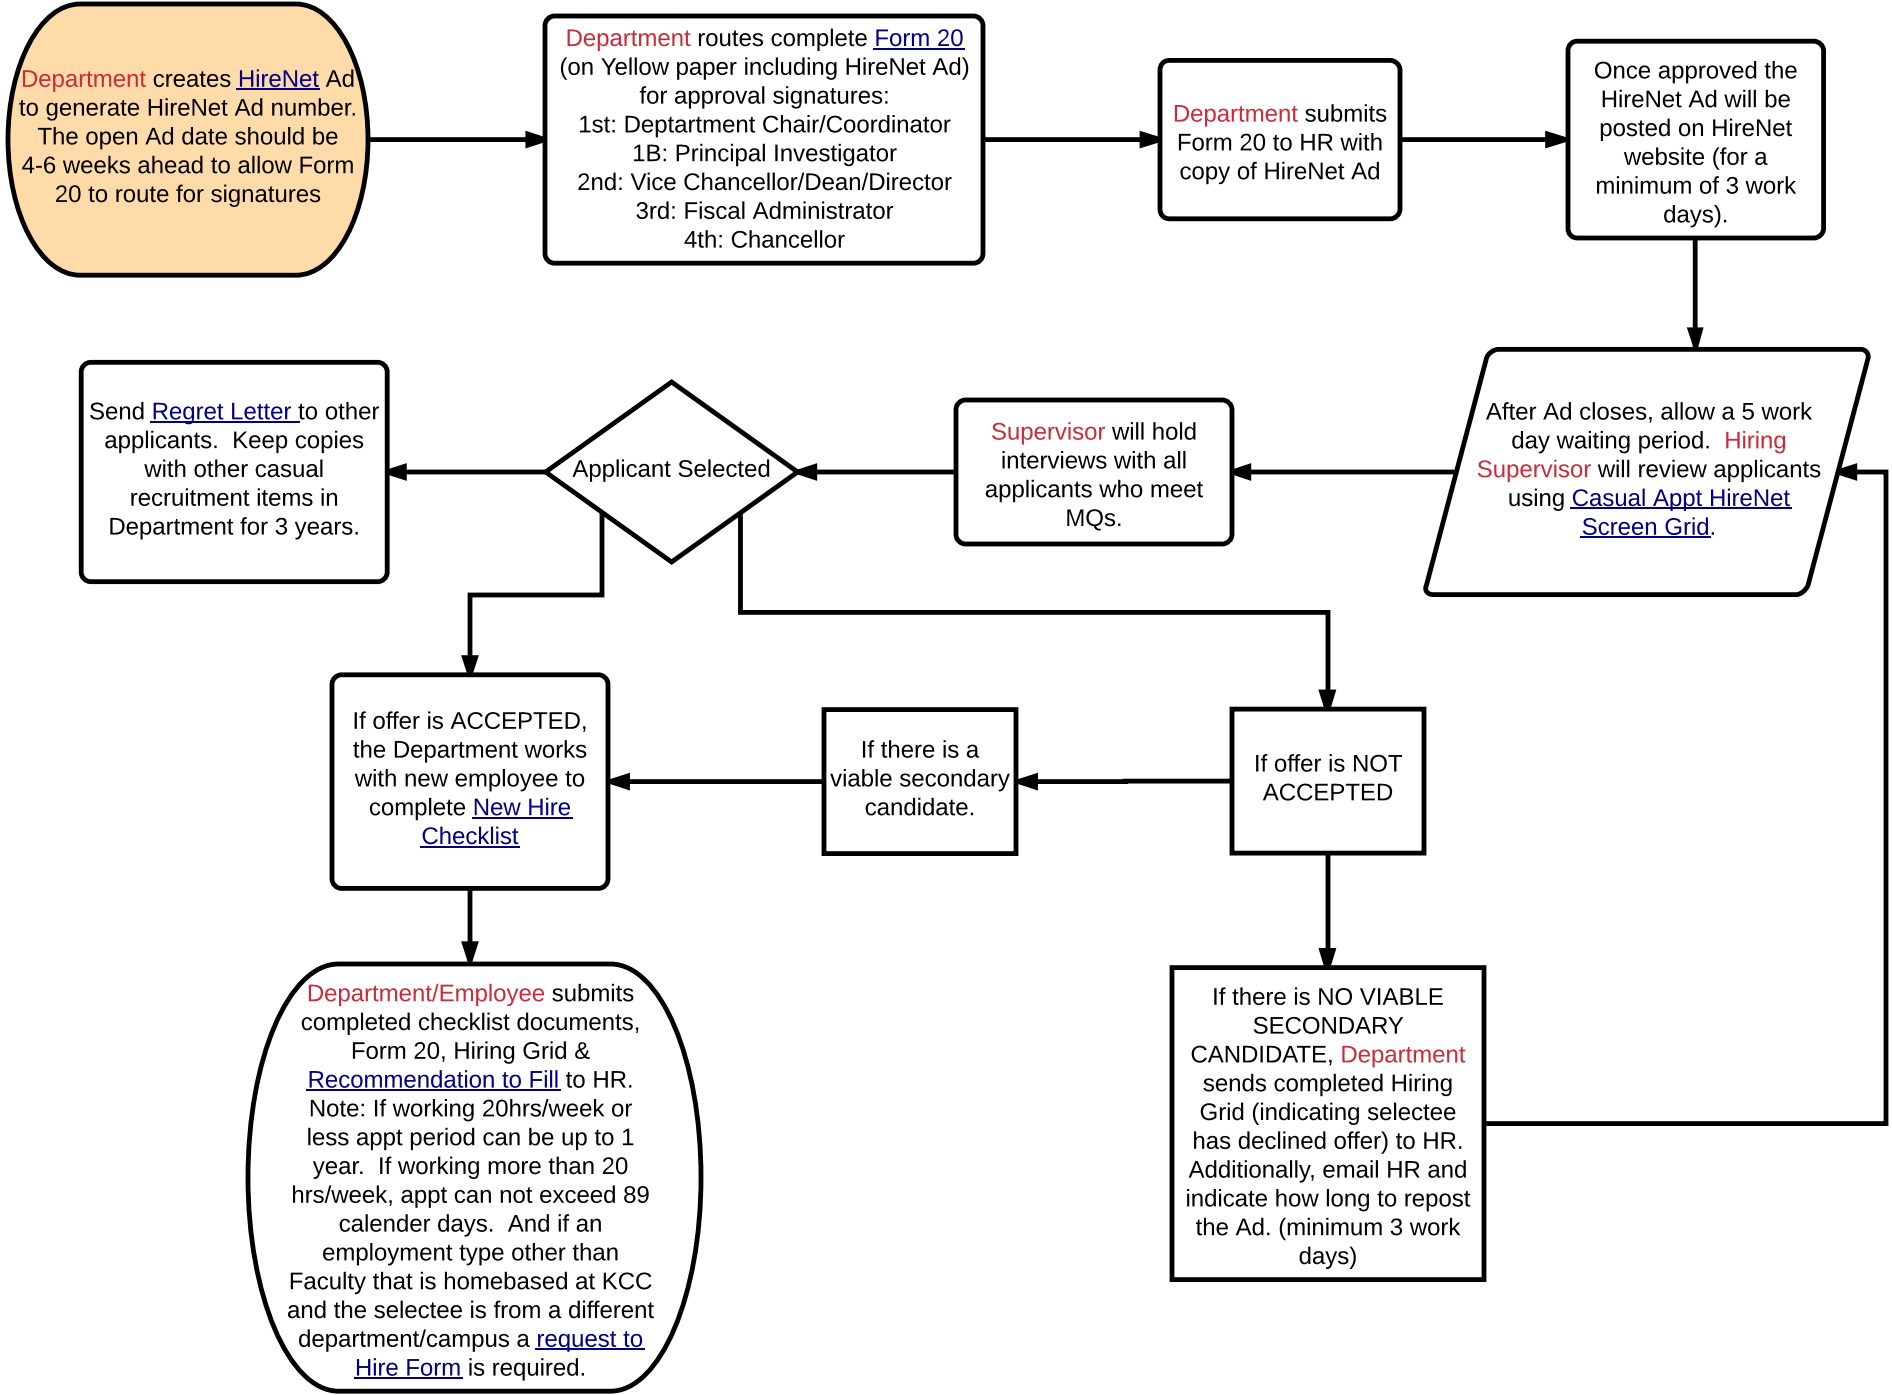 Department creates HireNet Ad
to generate HireNet Ad number.
The open Ad date should be
4-6 weeks ahead to allow Form
20 to route for signatures
Department routes complete Form 20
(on Yellow paper including HireNet Ad)
for approval signatures:
1st: Deptartment Chair/Coordinator
1B: Principal Investigator
2nd: Vice Chancellor/Dean/Director
3rd: Fiscal Administrator
4th: Chancellor
Department submits
Form 20 to HR with
copy of HireNet Ad
Once approved the
HireNet Ad will be
posted on HireNet
website (for a
minimum of 3 work
days).
After Ad closes, allow a 5 work
day waiting period.  Hiring
Supervisor will review applicants
using Casual Appt HireNet
Screen Grid.
Supervisor will hold
interviews with all
applicants who meet
MQs.
Applicant Selected
Send Regret Letter to other
applicants.  Keep copies
with other casual
recruitment items in
Department for 3 years.
If offer is ACCEPTED,
the Department works
with new employee to
complete New Hire
Checklist
If there is a
viable secondary
candidate.
If offer is NOT
ACCEPTED
Department/Employee submits
completed checklist documents,
Form 20, Hiring Grid &
Recommendation to Fill to HR.
Note: If working 20hrs/week or
less appt period can be up to 1
year.  If working more than 20
hrs/week, appt can not exceed 89
calender days.  And if an
employment type other than
Faculty that is homebased at KCC
and the selectee is from a different
department/campus a request to
Hire Form is required.
If there is NO VIABLE
SECONDARY
CANDIDATE, Department
sends completed Hiring
Grid (indicating selectee
has declined offer) to HR.
Additionally, email HR and
indicate how long to repost
the Ad. (minimum 3 work
days)